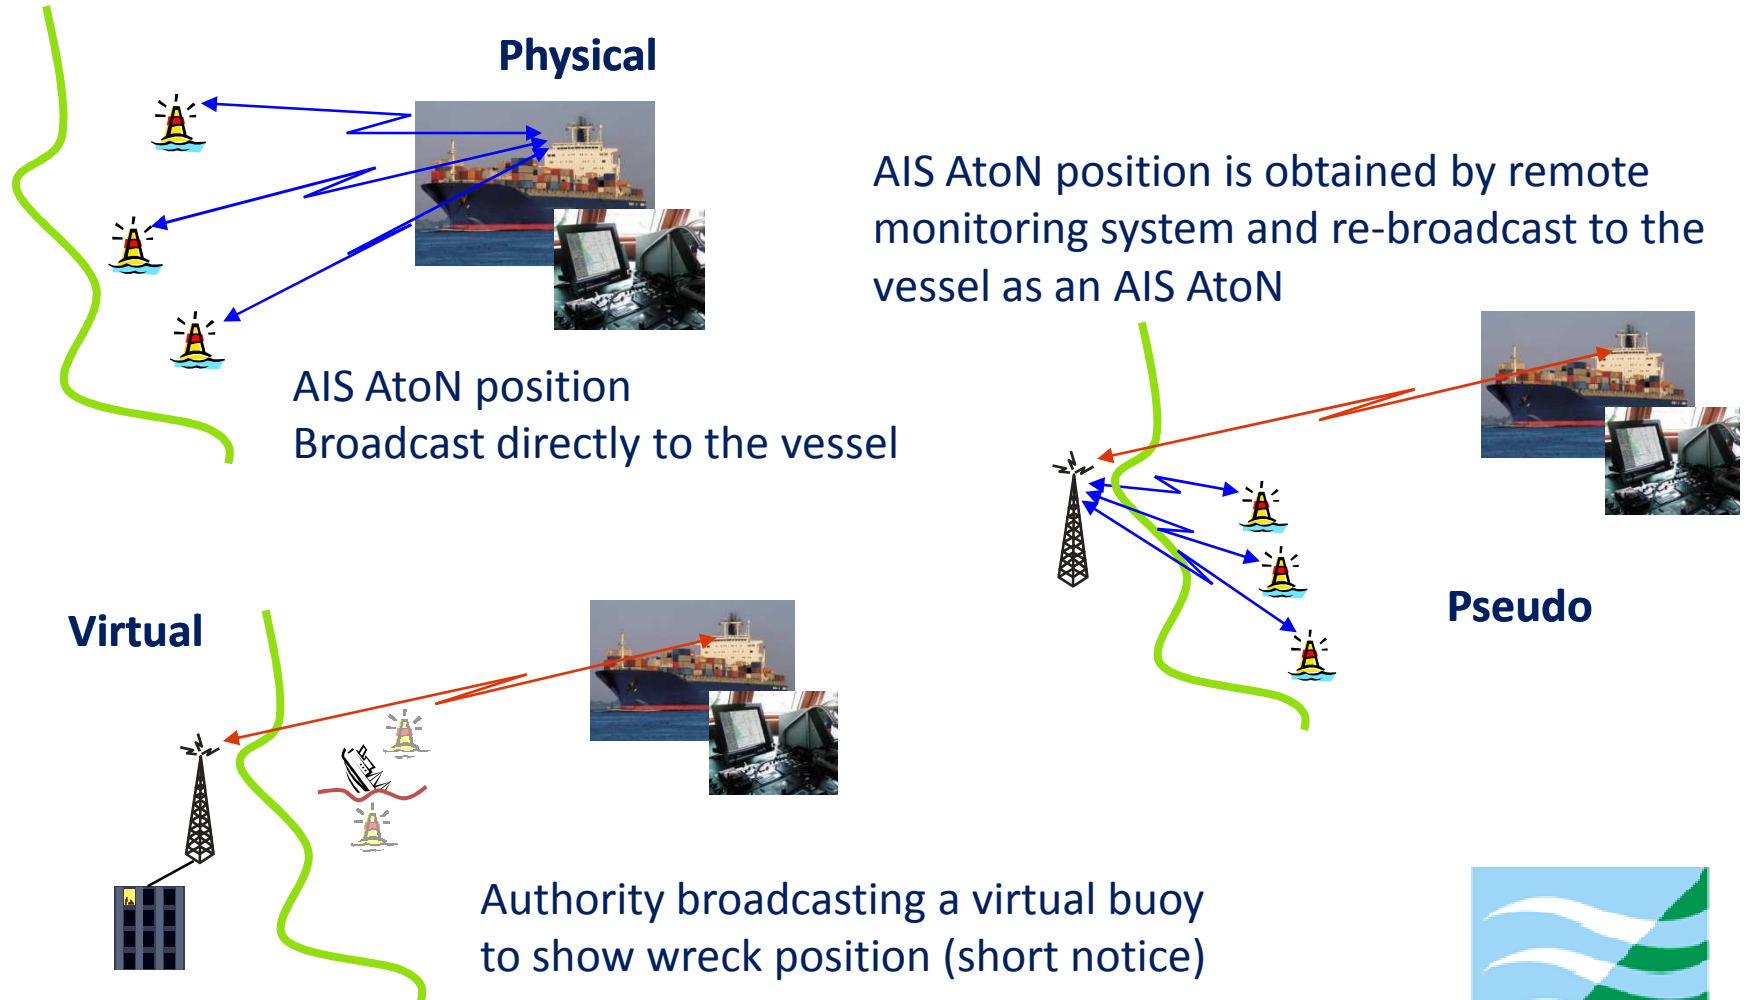 Physical
AIS AtoN position
Broadcast directly to the vessel
AIS AtoN position is obtained by remote
monitoring system and re-broadcast to the
vessel as an AIS AtoN
Pseudo
Virtual
Authority broadcasting a virtual buoy
to show wreck position (short notice)